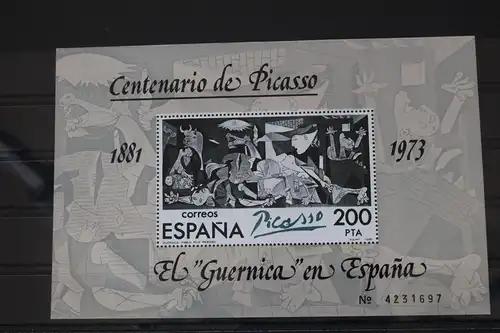 Centenario de Picasso
1881
1973
correos
ESPAÑA
Picasso
200
PTA
El "Guernica" en España
No 4231697